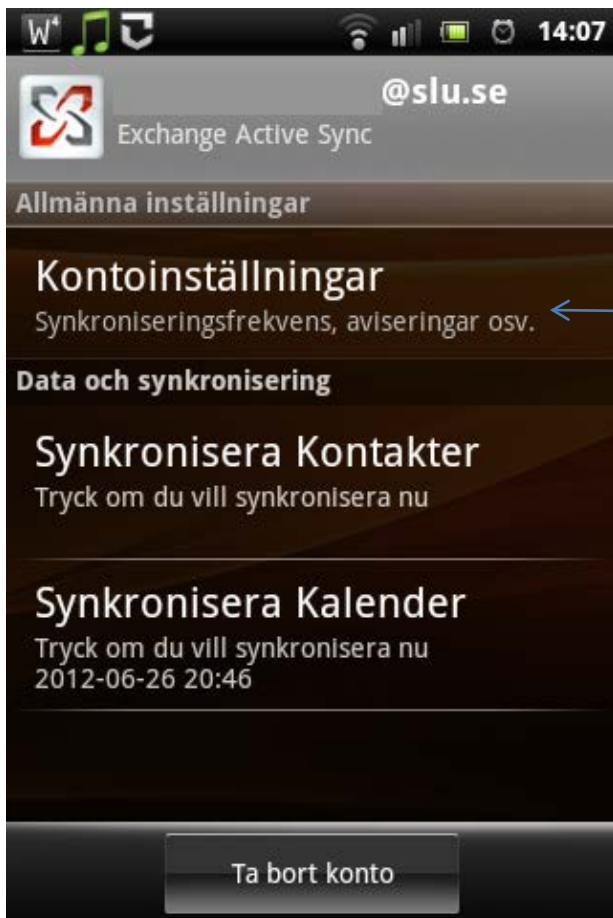 W4 14:07
@slu.se
Exchange Active Sync
Allmänna inställningar
Kontoinställningar
Synkroniseringsfrekvens, aviseringar osv.
Data och synkronisering
Synkronisera Kontakter
Tryck om du vill synkronisera nu
Synkronisera Kalender
Tryck om du vill synkronisera nu
2012-06-26 20:46
Ta bort konto